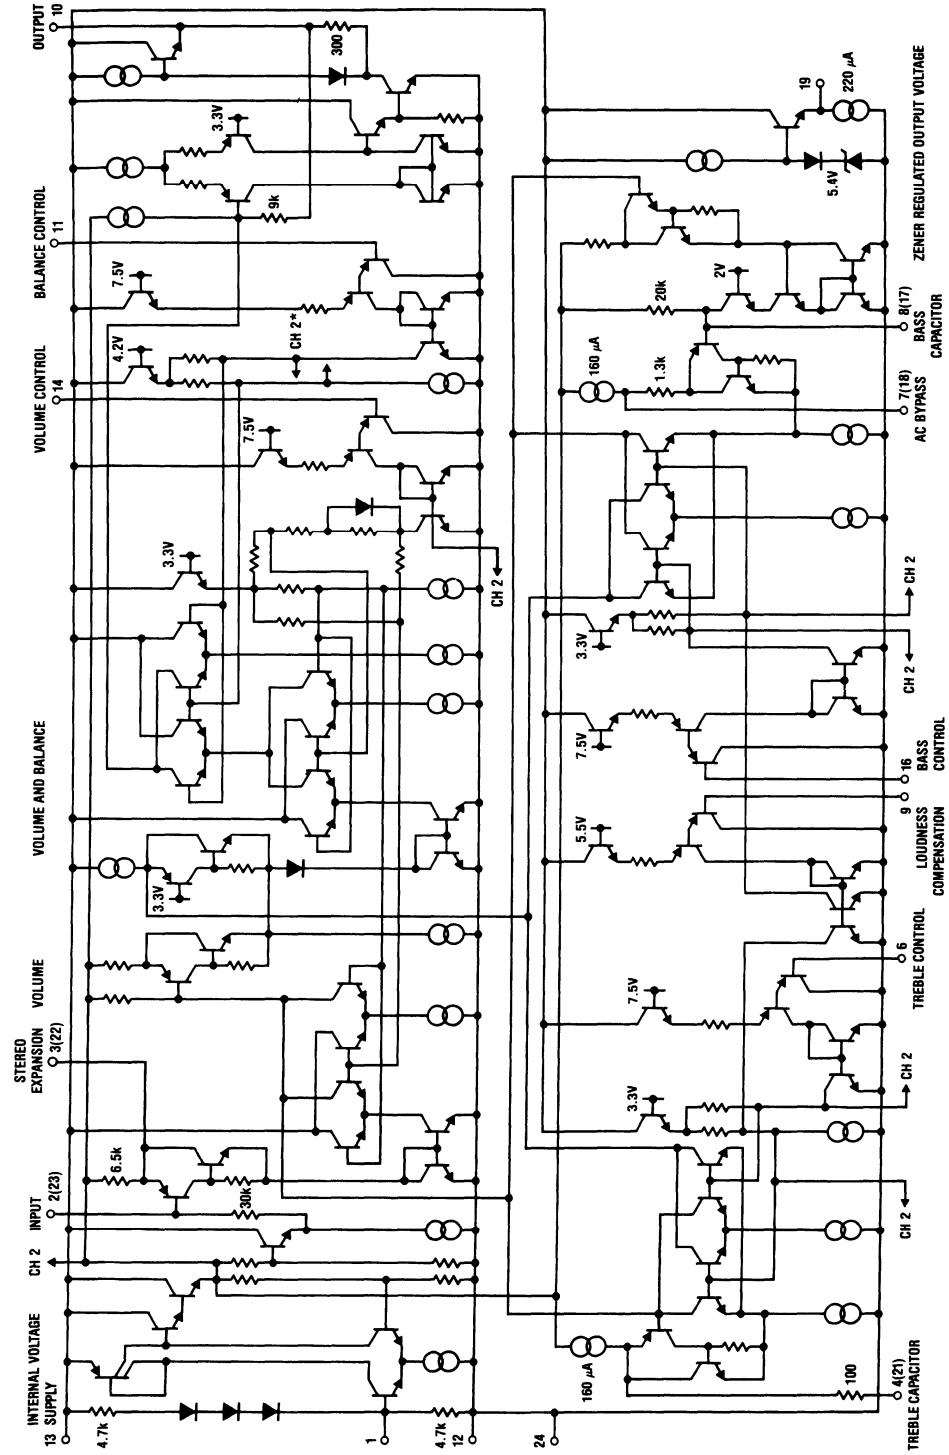 INTERNAL VOLTAGE
SUPPLY
13
4.7k
1
4.7k
12
24
CH 2
INPUT
2(23)
30k
6.5k
STEREO
EXPANSION
3(22)
VOLUME
3.3V
VOLUME AND BALANCE
3.3V
CH 2
7.5V
VOLUME CONTROL
14
4.2V
CH 2*
7.5V
BALANCE CONTROL
11
9k
3.3V
300
OUTPUT
10
TREBLE CAPACITOR
4(21)
100
160 μA
CH 2
3.3V
CH 2
7.5V
TREBLE CONTROL
6
LOUDNESS
COMPENSATION
9
5.5V
16
BASS
CONTROL
7.5V
3.3V
CH 2
CH 2
AC BYPASS
7(18)
160 μA
1.3k
20k
BASS
CAPACITOR
8(17)
2V
5.4V
19
220 μA
ZENER REGULATED OUTPUT VOLTAGE